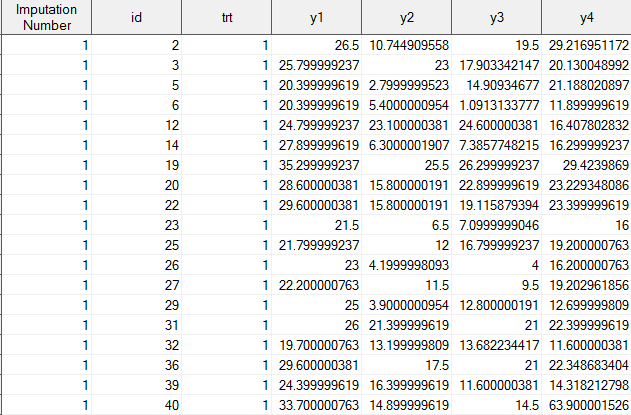 Imputation Number id trt y1 y2 y3 y4
1 2 1 26.5 10.744909558 19.5 29.216951172
1 3 1 25.799999237 23 17.903342147 20.130048992
1 5 1 20.399999619 2.7999999523 14.90934677 21.188020897
1 6 1 20.399999619 5.4000000954 1.0913133777 11.899999619
1 12 1 24.799999237 23.100000381 24.600000381 16.407802832
1 14 1 27.899999619 6.3000001907 7.3857748215 16.299999237
1 19 1 35.299999237 25.5 26.299999237 29.4239869
1 20 1 28.600000381 15.800000191 22.899999619 23.229348086
1 22 1 29.600000381 15.800000191 19.115879394 23.399999619
1 23 1 21.5 6.5 7.0999999046 16
1 25 1 21.799999237 12 16.799999237 19.200000763
1 26 1 23 4.1999998093 4 16.200000763
1 27 1 22.200000763 11.5 9.5 19.202961856
1 29 1 25 3.9000000954 12.800000191 12.699999809
1 31 1 26 21.399999619 21 22.399999619
1 32 1 19.700000763 13.199999809 13.682234417 11.600000381
1 36 1 29.600000381 17.5 21 22.348683404
1 39 1 24.399999619 16.399999619 11.600000381 14.318212798
1 40 1 33.700000763 14.899999619 14.5 63.900001526